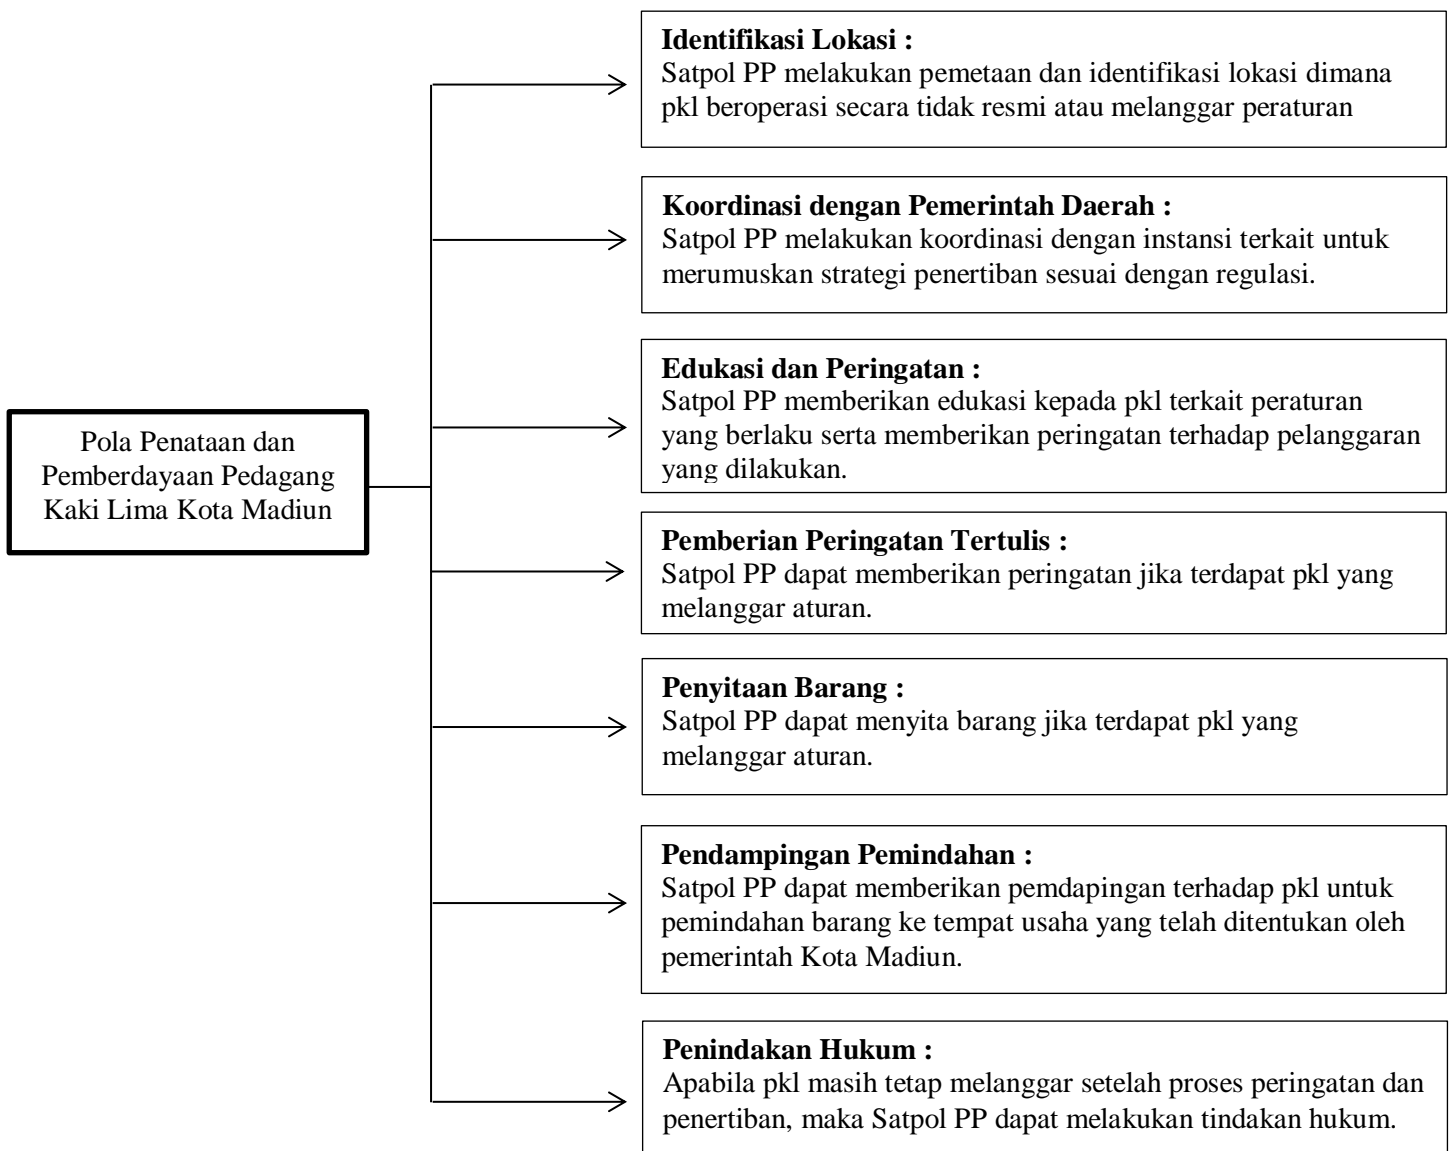 Identifikasi Lokasi :
Satpol PP melakukan pemetaan dan identifikasi lokasi dimana
pkl beroperasi secara tidak resmi atau melanggar peraturan
Koordinasi dengan Pemerintah Daerah :
Satpol PP melakukan koordinasi dengan instansi terkait untuk
merumuskan strategi penertiban sesuai dengan regulasi.
Edukasi dan Peringatan :
Satpol PP memberikan edukasi kepada pkl terkait peraturan
yang berlaku serta memberikan peringatan terhadap pelanggaran
yang dilakukan.
Pola Penataan dan
Pemberdayaan Pedagang
Kaki Lima Kota Madiun
Pemberian Peringatan Tertulis :
Satpol PP dapat memberikan peringatan jika terdapat pkl yang
melanggar aturan.
Penyitaan Barang :
Satpol PP dapat menyita barang jika terdapat pkl yang
melanggar aturan.
Pendampingan Pemindahan :
Satpol PP dapat memberikan pemdapingan terhadap pkl untuk
pemindahan barang ke tempat usaha yang telah ditentukan oleh
pemerintah Kota Madiun.
Penindakan Hukum :
Apabila pkl masih tetap melanggar setelah proses peringatan dan
penertiban, maka Satpol PP dapat melakukan tindakan hukum.